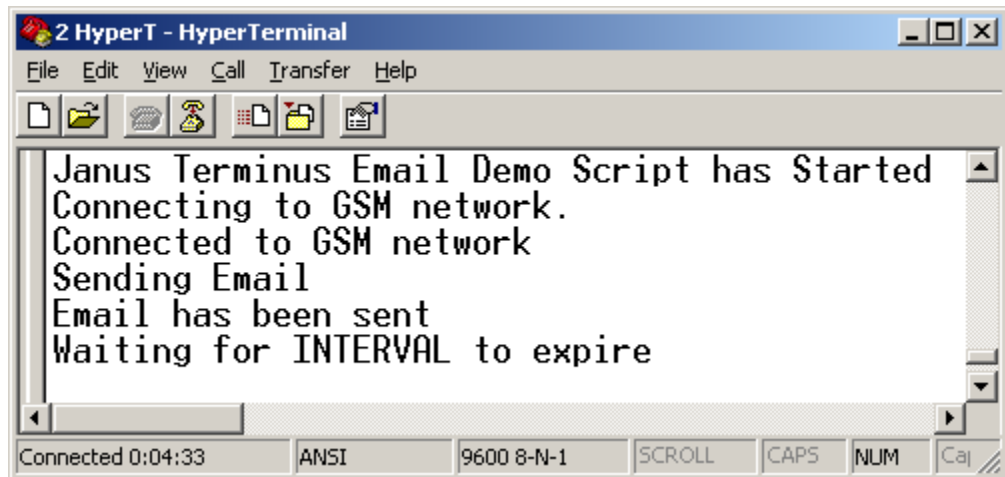 2 HyperT - HyperTerminal
File Edit View Call Transfer Help
Janus Terminus Email Demo Script has Started
Connecting to GSM network.
Connected to GSM network
Sending Email
Email has been sent
Waiting for INTERVAL to expire
Connected 0:04:33 ANSI 9600 8-N-1 SCROLL CAPS NUM